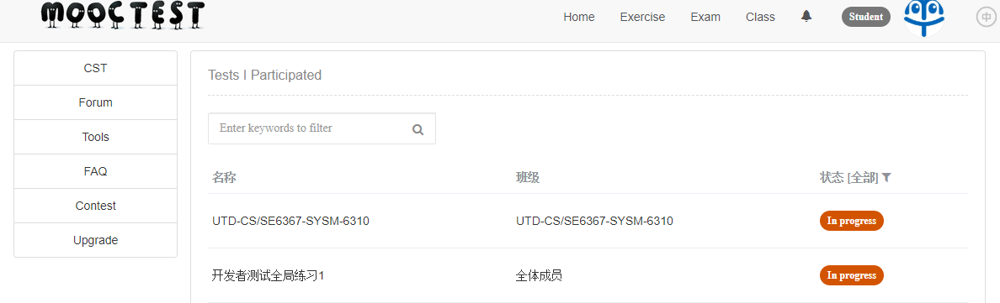 MOOCTEST
Home Exercise Exam Class Student 中
CST
Forum
Tools
FAQ
Contest
Upgrade
Tests I Participated
Enter keywords to filter
名称 班级 状态 [全部]
UTD-CS/SE6367-SYSM-6310 UTD-CS/SE6367-SYSM-6310 In progress
开发者测试全局练习1 全体成员 In progress